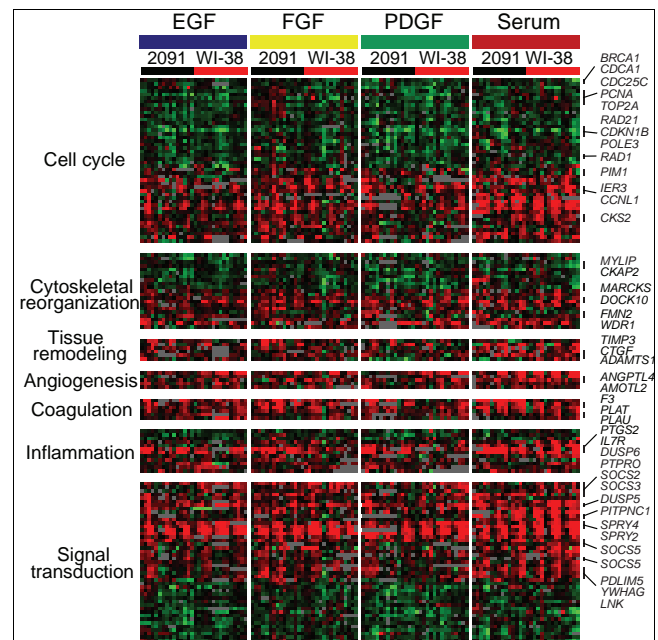 EGF FGF PDGF Serum
2091 WI-38 2091 WI-38 2091 WI-38 2091 WI-38
Cell cycle
BRCA1
CDCA1
CDC25C
PCNA
TOP2A
RAD21
CDKN1B
POLE3
RAD1
PIM1
IER3
CCNL1
CKS2
Cytoskeletal
reorganization
MYLIP
CKAP2
MARCKS
DOCK10
FMN2
WDR1
Tissue
remodeling
TIMP3
CTGF
ADAMTS1
Angiogenesis
ANGPTL4
AMOTL2
Coagulation
F3
PLAT
PLAU
Inflammation
PTGS2
IL7R
DUSP6
PTPRO
Signal
transduction
SOCS2
SOCS3
DUSP5
PITPNC1
SPRY4
SPRY2
SOCS5
SOCS5
PDLIM5
YWHAG
LNK